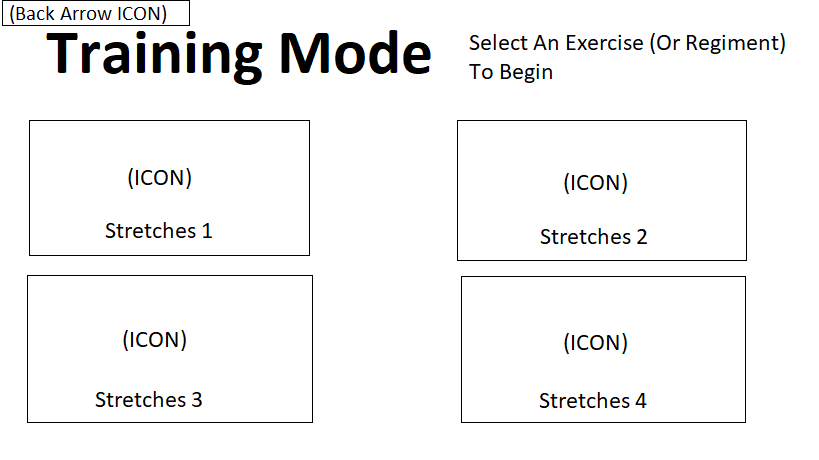 (Back Arrow ICON)
Training Mode
Select An Exercise (Or Regiment)
To Begin
(ICON)
Stretches 1
(ICON)
Stretches 2
(ICON)
Stretches 3
(ICON)
Stretches 4